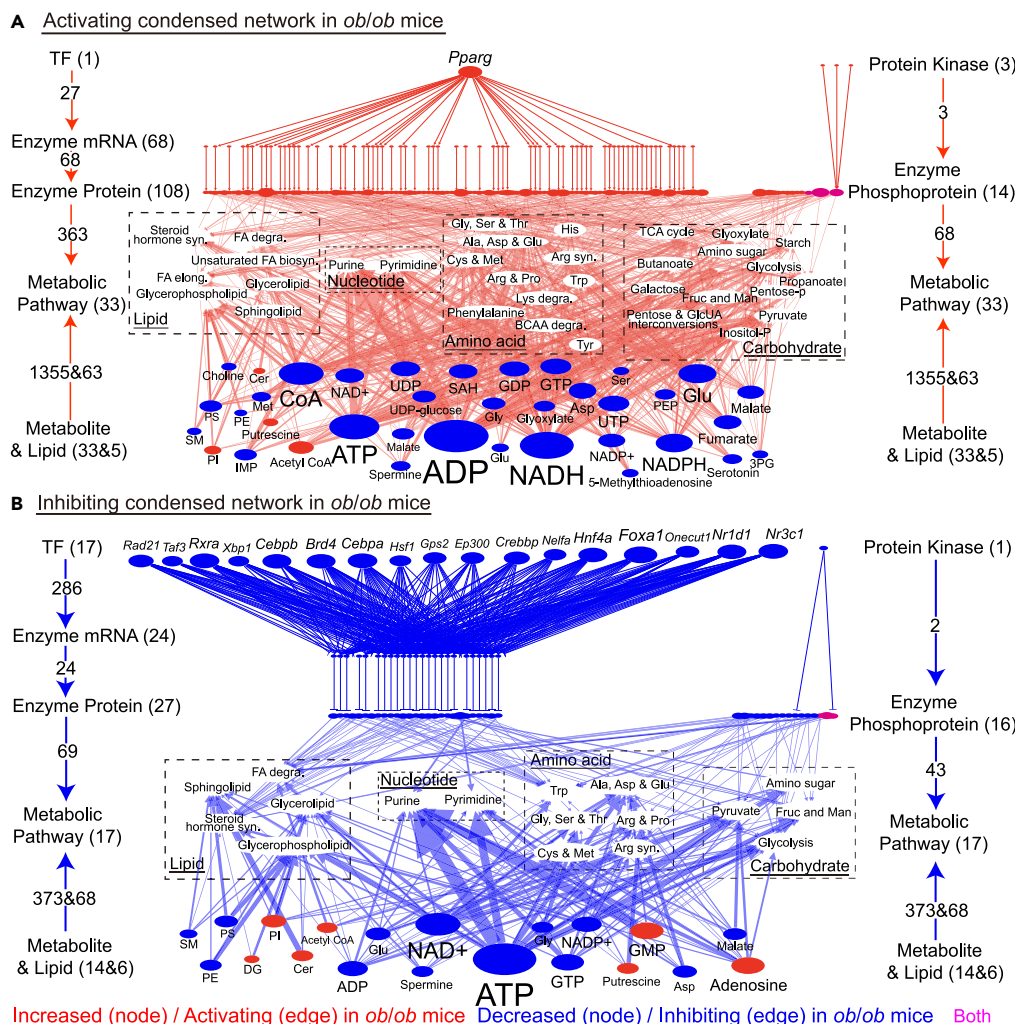 A Activating condensed network in ob/ob mice
TF (1)
27
Enzyme mRNA (68)
68
Enzyme Protein (108)
363
Metabolic
Pathway (33)
1355&63
Metabolite
& Lipid (33&5)
Pparg
Protein Kinase (3)
3
Enzyme
Phosphoprotein (14)
68
Metabolic
Pathway (33)
1355&63
Metabolite
& Lipid (33&5)
Steroid
hormone syn.
FA degra.
Unsaturated FA biosyn.
FA elong.
Glycerolipid
Glycerophospholipid
Sphingolipid
Lipid
Purine
Pyrimidine
Nucleotide
Gly, Ser & Thr
His
Ala, Asp & Glu
Cys & Met
Arg syn.
Arg & Pro
Trp
Lys degra.
Phenylalanine
BCAA degra.
Amino acid
Tyr
TCA cycle
Glyoxylate
Starch
Amino sugar
Butanoate
Glycolysis
Propanoate
Galactose
Fruc and Man
Pentose-p
Pentose & GlcUA
interconversions
Pyruvate
Inositol-P
Carbohydrate
Choline
Cer
CoA
NAD+
UDP
SAH
GDP
GTP
Ser
Glu
PS
PE
Met
UDP-glucose
Gly
Glyoxylate
Asp
UTP
PEP
Malate
SM
PI
Putrescine
IMP
Acetyl CoA
ATP
Malate
Spermine
ADP
Glu
NADH
NADP+
5-Methylthioadenosine
NADPH
Fumarate
Serotonin
3PG
B Inhibiting condensed network in ob/ob mice
TF (17)
286
Enzyme mRNA (24)
24
Enzyme Protein (27)
69
Metabolic
Pathway (17)
373&68
Metabolite
& Lipid (14&6)
Rad21 Taf3 Rxra Xbp1 Cebpb Brd4 Cebpa Hsf1 Gps2 Ep300 Crebbp Nelfa Hnf4a Foxa1 Onecut1 Nr1d1 Nr3c1
Protein Kinase (1)
2
Enzyme
Phosphoprotein (16)
43
Metabolic
Pathway (17)
373&68
Metabolite
& Lipid (14&6)
FA degra.
Sphingolipid
Glycerolipid
Steroid
hormone syn.
Glycerophospholipid
Lipid
Nucleotide
Purine
Pyrimidine
Amino acid
Trp
Ala, Asp & Glu
Gly, Ser & Thr
Arg & Pro
Cys & Met
Arg syn.
Amino sugar
Pyruvate
Fruc and Man
Glycolysis
Carbohydrate
SM
PS
PI
Acetyl CoA
Glu
NAD+
Gly
NADP+
GMP
Malate
PE
DG
Cer
ADP
Spermine
ATP
GTP
Putrescine
Asp
Adenosine
Increased (node) / Activating (edge) in ob/ob mice Decreased (node) / Inhibiting (edge) in ob/ob mice Both